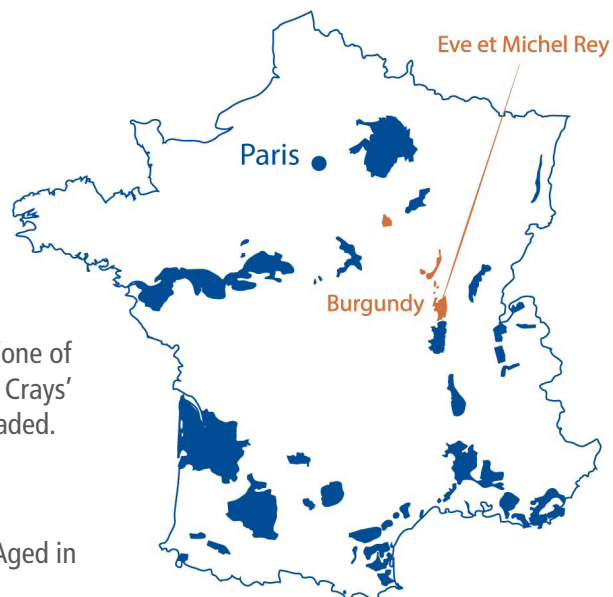 Eve et Michel Rey
Paris
Burgundy
one of
Crays’
aded.
Aged in